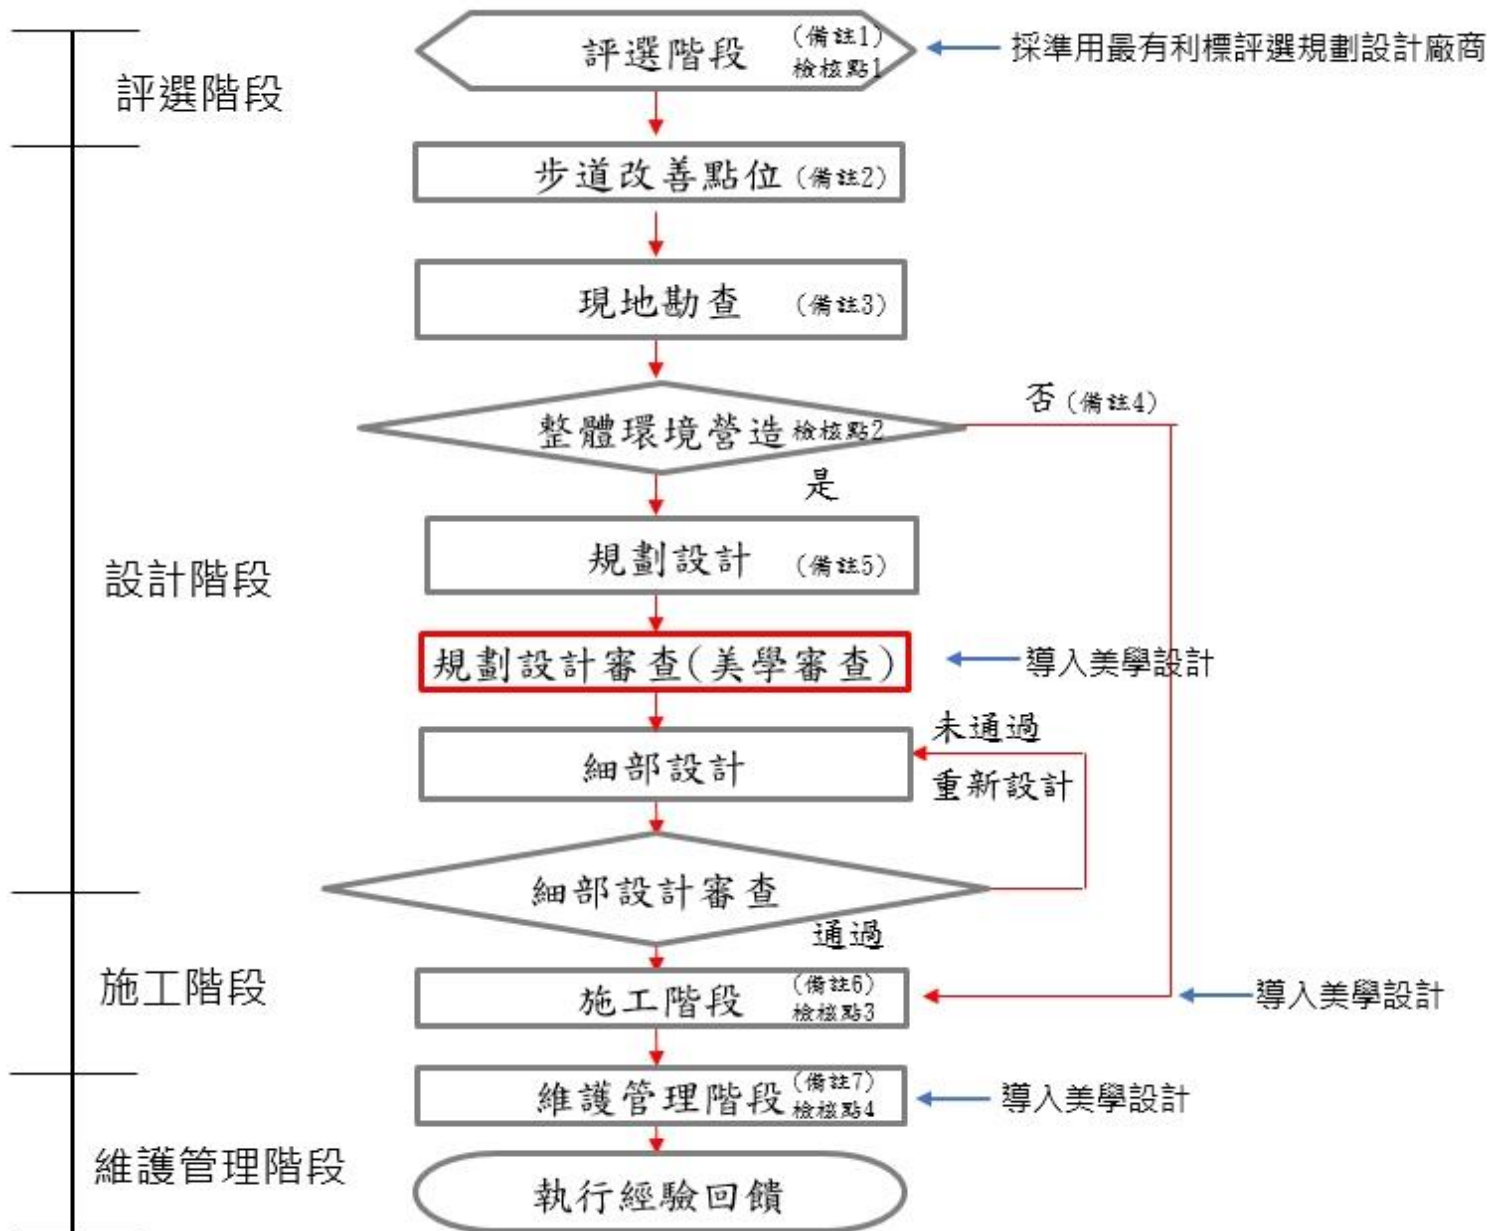 評選階段
評選階段
(備註1)
檢核點1
採準用最有利標評選規劃設計廠商
設計階段
步道改善點位 (備註2)
現地勘查 (備註3)
整體環境營造 檢核點2
否 (備註4)
是
規劃設計 (備註5)
規劃設計審查(美學審查)
導入美學設計
細部設計
未通過
重新設計
細部設計審查
通過
施工階段
施工階段
(備註6)
檢核點3
導入美學設計
維護管理階段
維護管理階段
(備註7)
檢核點4
導入美學設計
執行經驗回饋